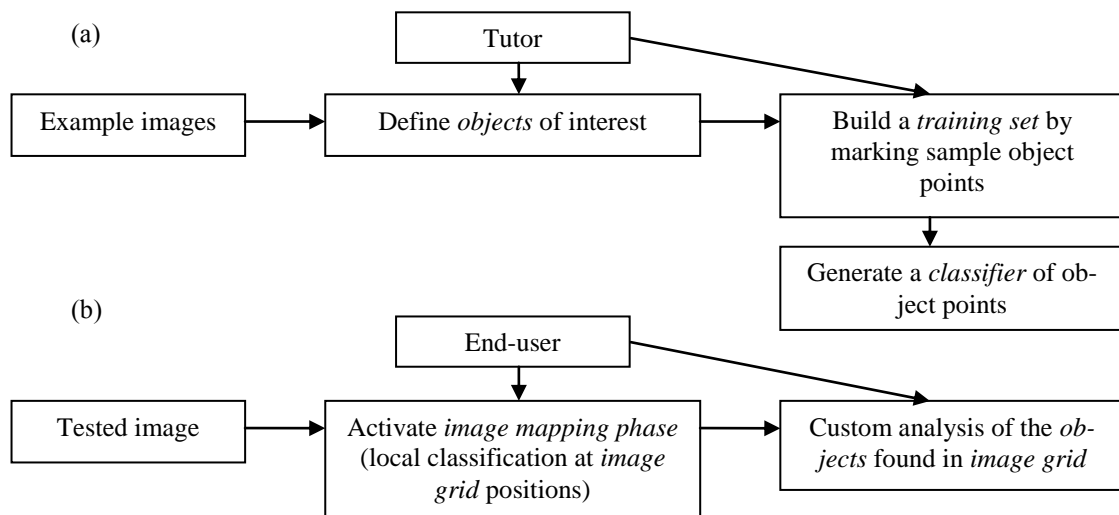 (a)
Tutor
Example images
Define objects of interest
Build a training set by
marking sample object
points
Generate a classifier of ob-
ject points
(b)
End-user
Tested image
Activate image mapping phase
(local classification at image
grid positions)
Custom analysis of the ob-
jects found in image grid